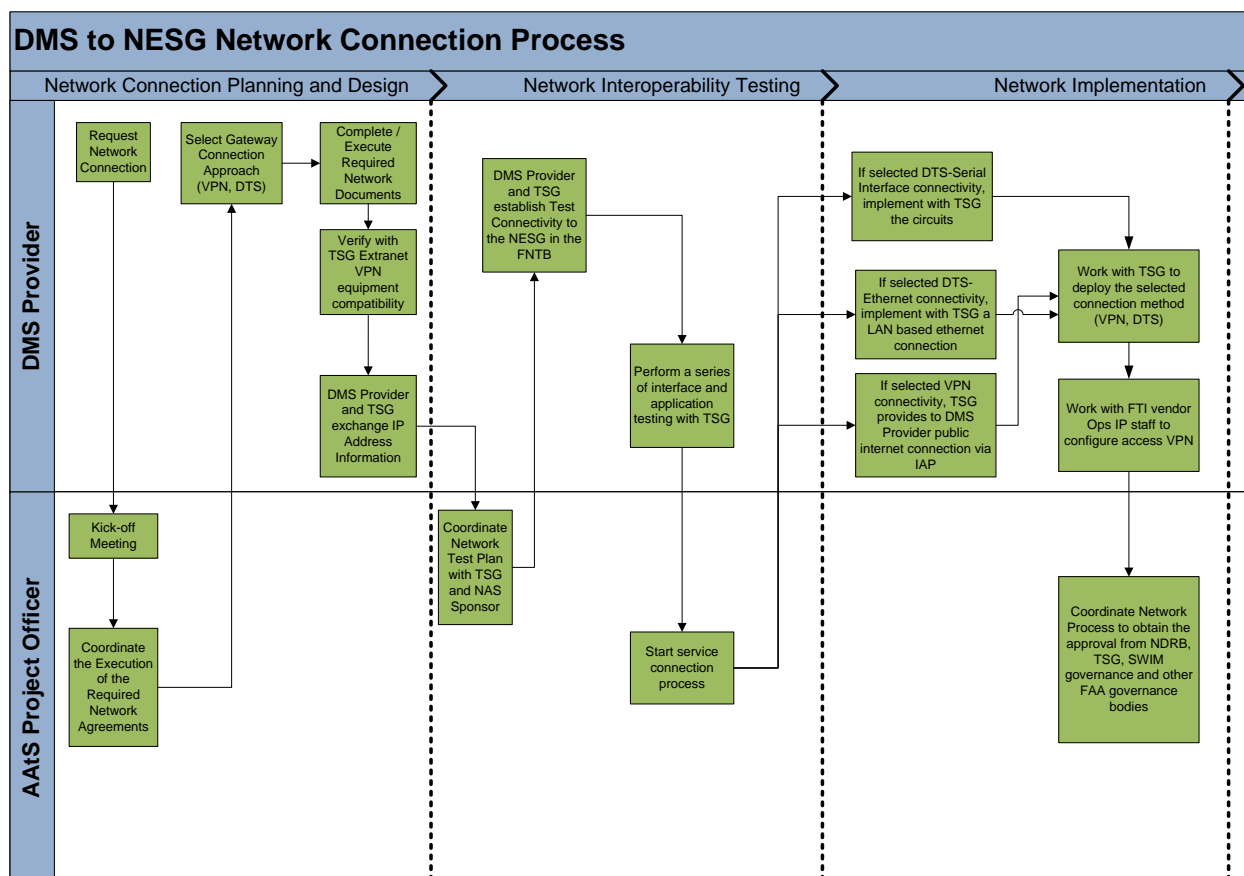 DMS to NESG Network Connection Process
Network Connection Planning and Design
Network Interoperability Testing
Network Implementation
DMS Provider
Request
Network
Connection
Select Gateway
Connection
Approach
(VPN, DTS)
Complete /
Execute
Required
Network
Documents
Verify with
TSG Extranet
VPN
equipment
compatibility
DMS Provider
and TSG
exchange IP
Address
Information
DMS Provider
and TSG
establish Test
Connectivity to
the NESG in the
FNTB
Perform a series
of interface and
application
testing with TSG
If selected DTS-Serial
Interface connectivity,
implement with TSG
the circuits
If selected DTS-
Ethernet connectivity,
implement with TSG a
LAN based ethernet
connection
If selected VPN
connectivity, TSG
provides to DMS
Provider public
internet connection via
IAP
Work with TSG to
deploy the selected
connection method
(VPN, DTS)
Work with FTI vendor
Ops IP staff to
configure access VPN
AAtS Project Officer
Kick-off
Meeting
Coordinate
the Execution
of the
Required
Network
Agreements
Coordinate
Network
Test Plan
with TSG
and NAS
Sponsor
Start service
connection
process
Coordinate Network
Process to obtain the
approval from NDRB,
TSG, SWIM
governance and other
FAA governance
bodies